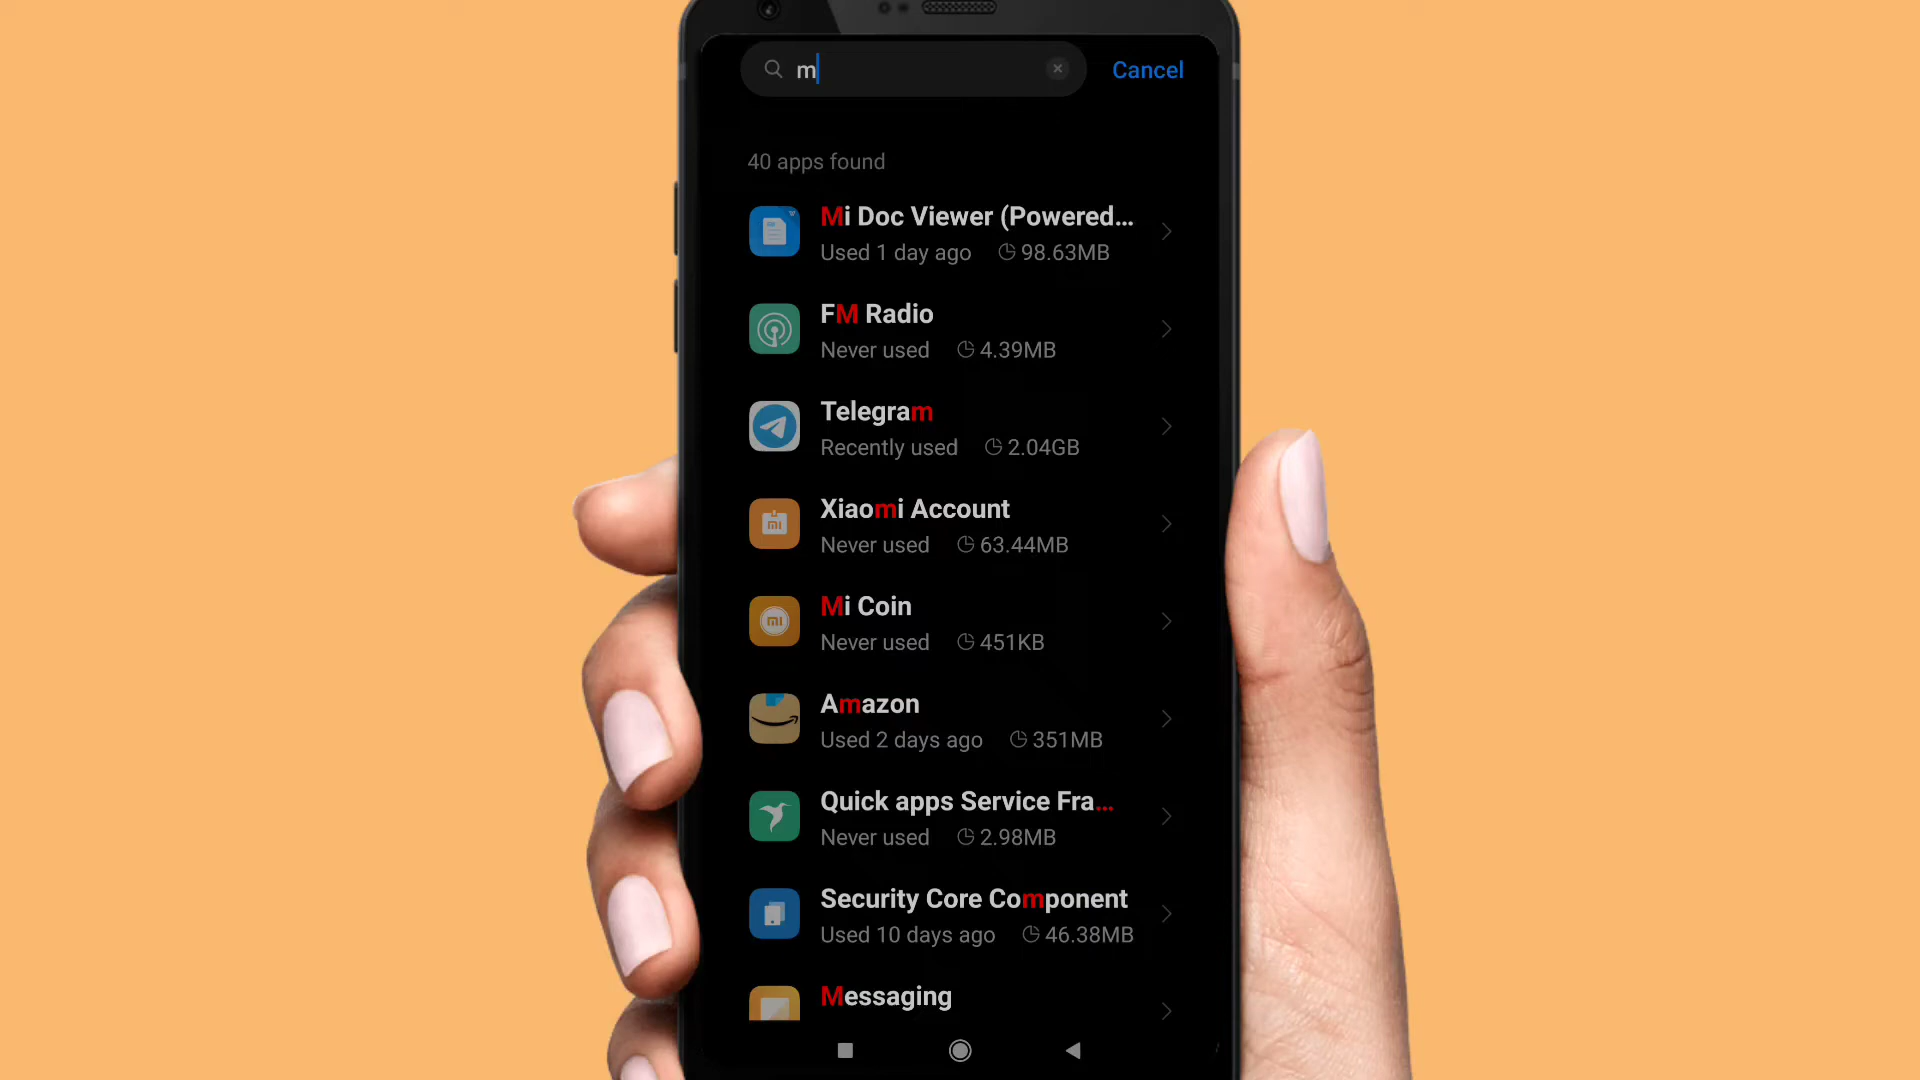 m
Cancel
40 apps found
Mi Doc Viewer (Powered...
Used 1 day ago 98.63MB
FM Radio
Never used 4.39MB
Telegram
Recently used 2.04GB
Xiaomi Account
mi
Never used 63.44MB
Mi Coin
mi
Never used 451KB
Amazon
Used 2 days ago 351MB
Quick apps Service Fra...
Never used 2.98MB
Security Core Component
Used 10 days ago 46.38MB
Messaging